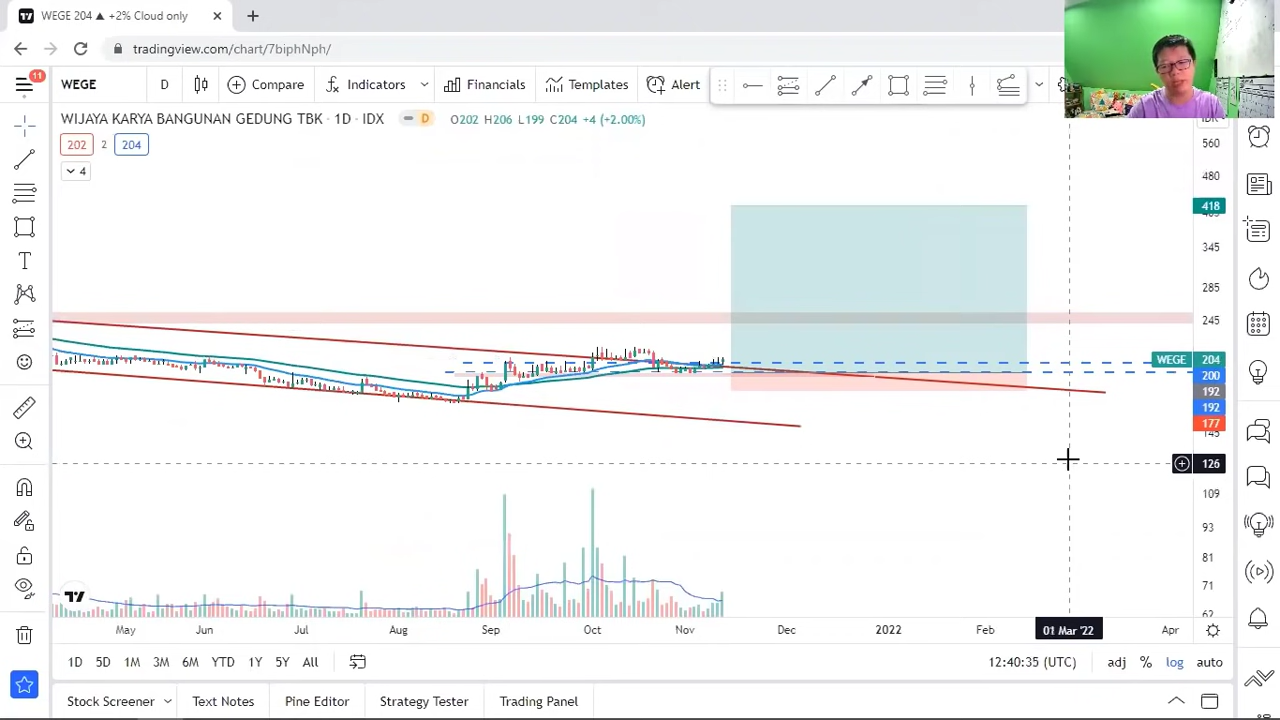 WEGE 204 ▲ +2% Cloud only
tradingview.com/chart/7biphNph/
11
WEGE
D
Compare
Indicators
Financials
Templates
Alert
WIJAYA KARYA BANGUNAN GEDUNG TBK · 1D · IDX
D
O202 H206 L199 C204 +4 (+2.00%)
202
2
204
4
560
480
418
345
285
245
WEGE
204
200
192
192
177
145
126
109
93
81
71
62
May
Jun
Jul
Aug
Sep
Oct
Nov
Dec
2022
Feb
01 Mar '22
Apr
1D
5D
1M
3M
6M
YTD
1Y
5Y
All
12:40:35 (UTC)
adj
%
log
auto
Stock Screener
Text Notes
Pine Editor
Strategy Tester
Trading Panel